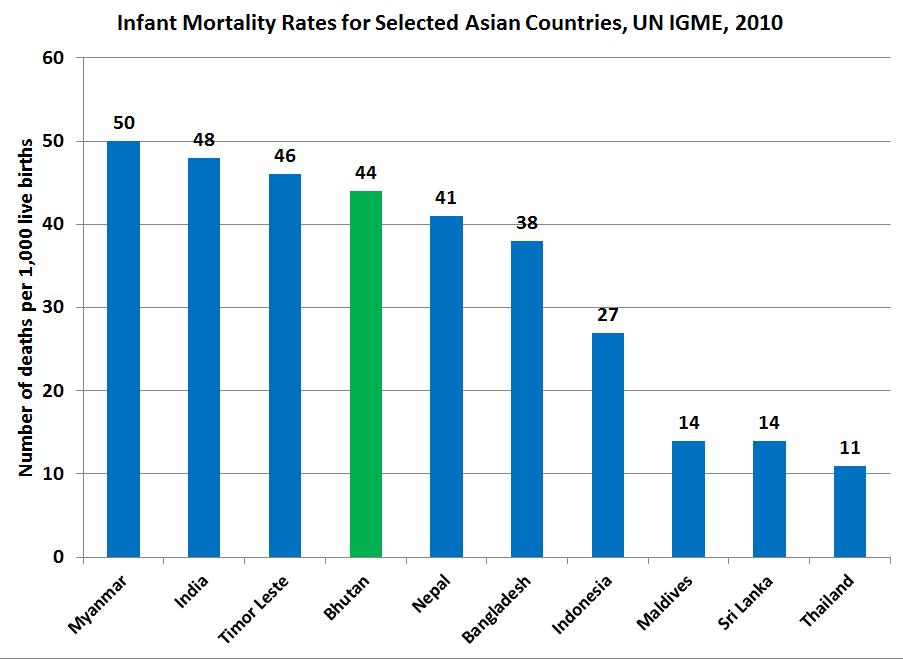 Infant Mortality Rates for Selected Asian Countries, UN IGME, 2010
Number of deaths per 1,000 live births
60
50
40
30
20
10
0
50
48
46
44
41
38
27
14
14
11
Myanmar
India
Timor Leste
Bhutan
Nepal
Bangladesh
Indonesia
Maldives
Sri Lanka
Thailand